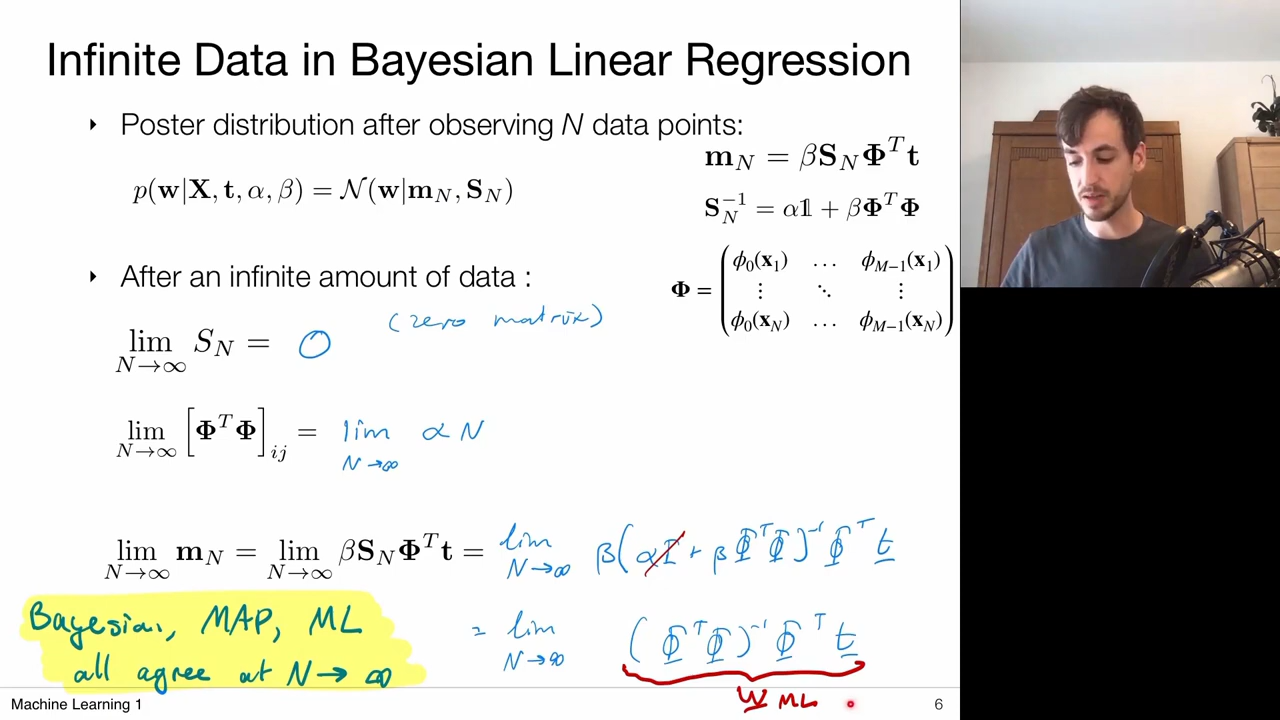 Infinite Data in Bayesian Linear Regression
‣ Poster distribution after observing N data points:
p(𝐰|𝐗, 𝐭, α, β) = 𝒩(𝐰|𝐦_N, 𝐒_N)
𝐦_N = β𝐒_N𝚽^T𝐭
𝐒_N^{-1} = α𝟙 + β𝚽^T𝚽
𝚽 = ( ϕ_0(𝐱_1) … ϕ_{M−1}(𝐱_1)
⋮ ⋱ ⋮
ϕ_0(𝐱_N) … ϕ_{M−1}(𝐱_N) )
‣ After an infinite amount of data :
(zero matrix)
lim_{N→∞} S_N = 0
lim_{N→∞} [𝚽^T𝚽]_{ij} = lim_{N→∞} ∝ N
lim_{N→∞} 𝐦_N = lim_{N→∞} β𝐒_N𝚽^T𝐭 = lim_{N→∞} β(αI + βΦ^TΦ)^{-1}Φ^T t
= lim_{N→∞} (Φ^TΦ)^{-1}Φ^T t
w ML
Bayesian, MAP, ML
all agree at N→∞
Machine Learning 1
6